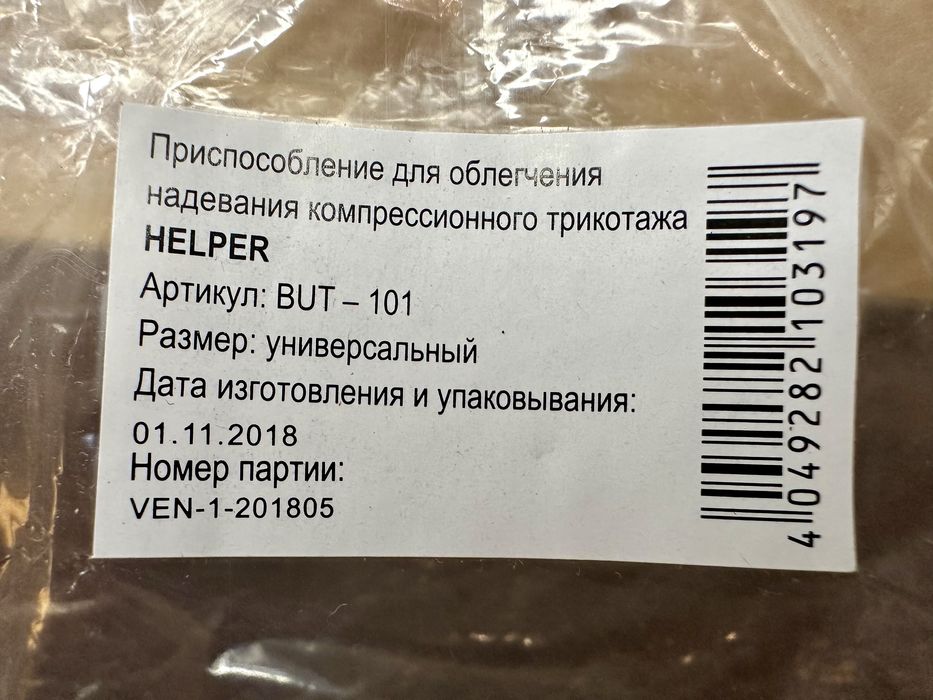 Приспособление для облегчения
надевания компрессионного трикотажа
HELPER
Артикул: BUT – 101
Размер: универсальный
Дата изготовления и упаковывания:
01.11.2018
Номер партии:
VEN-1-201805
4049282103197